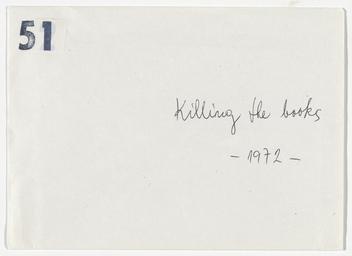 51
Killing the books
- 1972 -